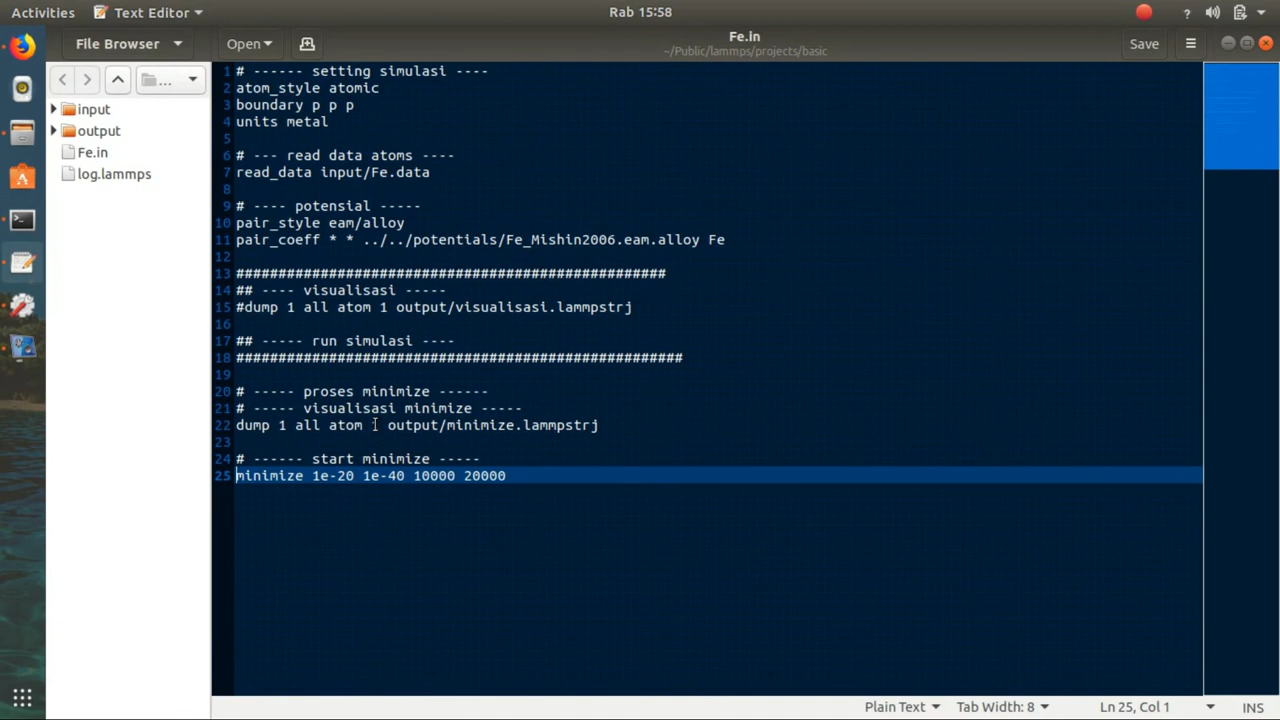 Activities Text Editor Rab 15:58 ?
File Browser Open Fe.in Save
~/Public/lammps/projects/basic
...
input
output
Fe.in
log.lammps
1 # ------ setting simulasi ----
2 atom_style atomic
3 boundary p p p
4 units metal
5
6 # --- read data atoms ----
7 read_data input/Fe.data
8
9 # ---- potensial -----
10 pair_style eam/alloy
11 pair_coeff * * ../../potentials/Fe_Mishin2006.eam.alloy Fe
12
13 ###################################################
14 ## ---- visualisasi -----
15 #dump 1 all atom 1 output/visualisasi.lammpstrj
16
17 ## ----- run simulasi ----
18 #####################################################
19
20 # ----- proses minimize ------
21 # ----- visualisasi minimize -----
22 dump 1 all atom output/minimize.lammpstrj
23
24 # ------ start minimize -----
25 minimize 1e-20 1e-40 10000 20000
Plain Text Tab Width: 8 Ln 25, Col 1 INS